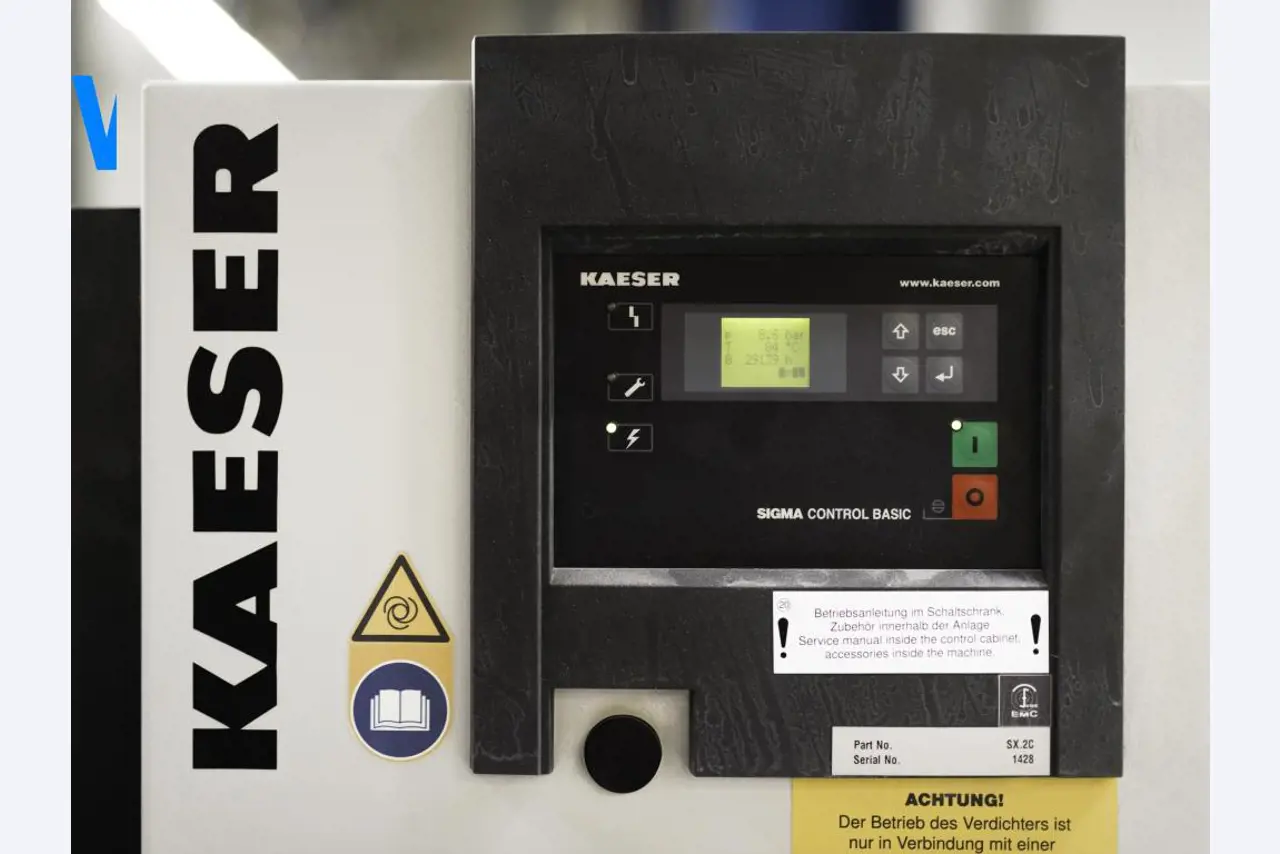 KAESER
KAESER
www.kaeser.com
esc
bar
°C
h
SIGMA CONTROL BASIC
20
Betriebsanleitung im Schaltschrank.
Zubehör innerhalb der Anlage
! Service manual inside the control cabinet, !
accessories inside the machine.
EMC
Part No. SX.2C
Serial No. 1428
ACHTUNG!
Der Betrieb des Verdichters ist
nur in Verbindung mit einer